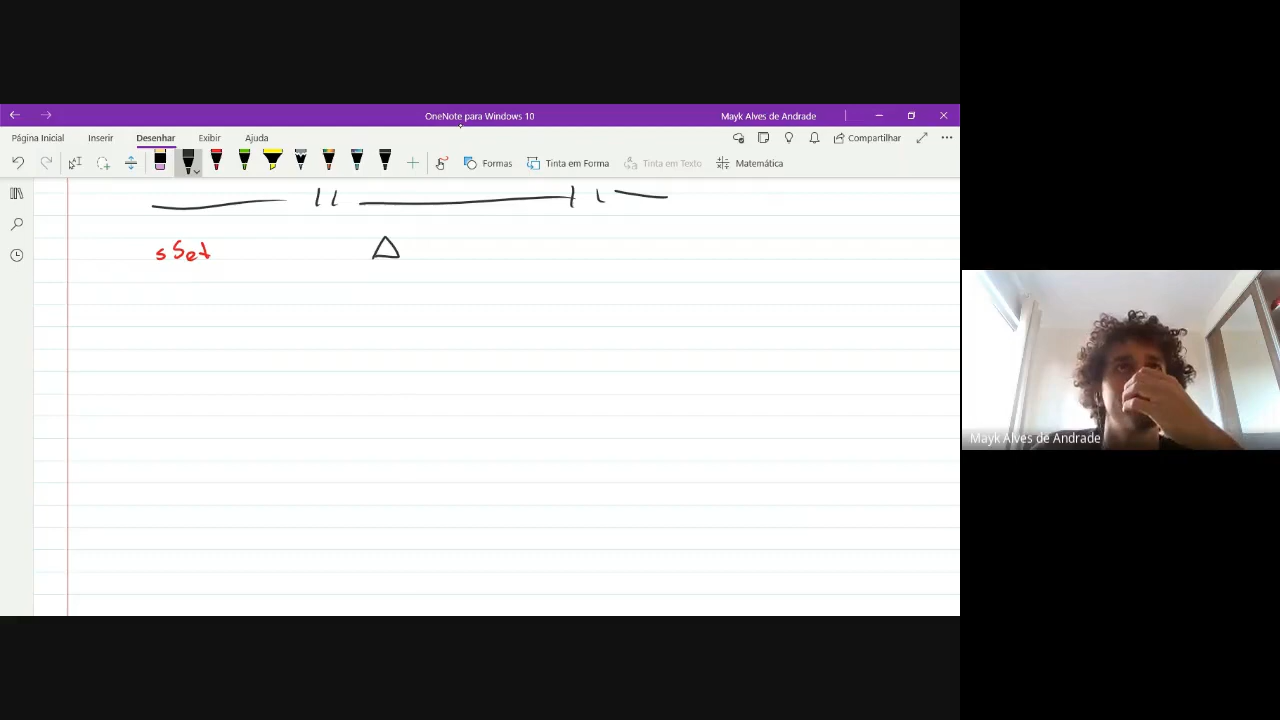 OneNote para Windows 10
Mayk Alves de Andrade
Página Inicial Inserir Desenhar Exibir Ajuda
Compartilhar
Formas Tinta em Forma Tinta em Texto Matemática
sSet Δ
Mayk Alves de Andrade